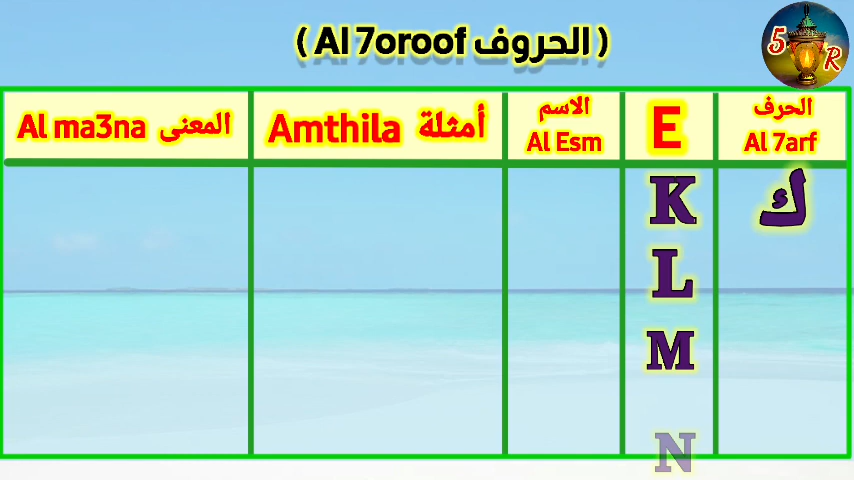 ( Al 7oroof الحروف )
5 R
Al ma3na المعنى
Amthila أمثلة
الاسم
Al Esm
E
الحرف
Al 7arf
K ك
L
M
N